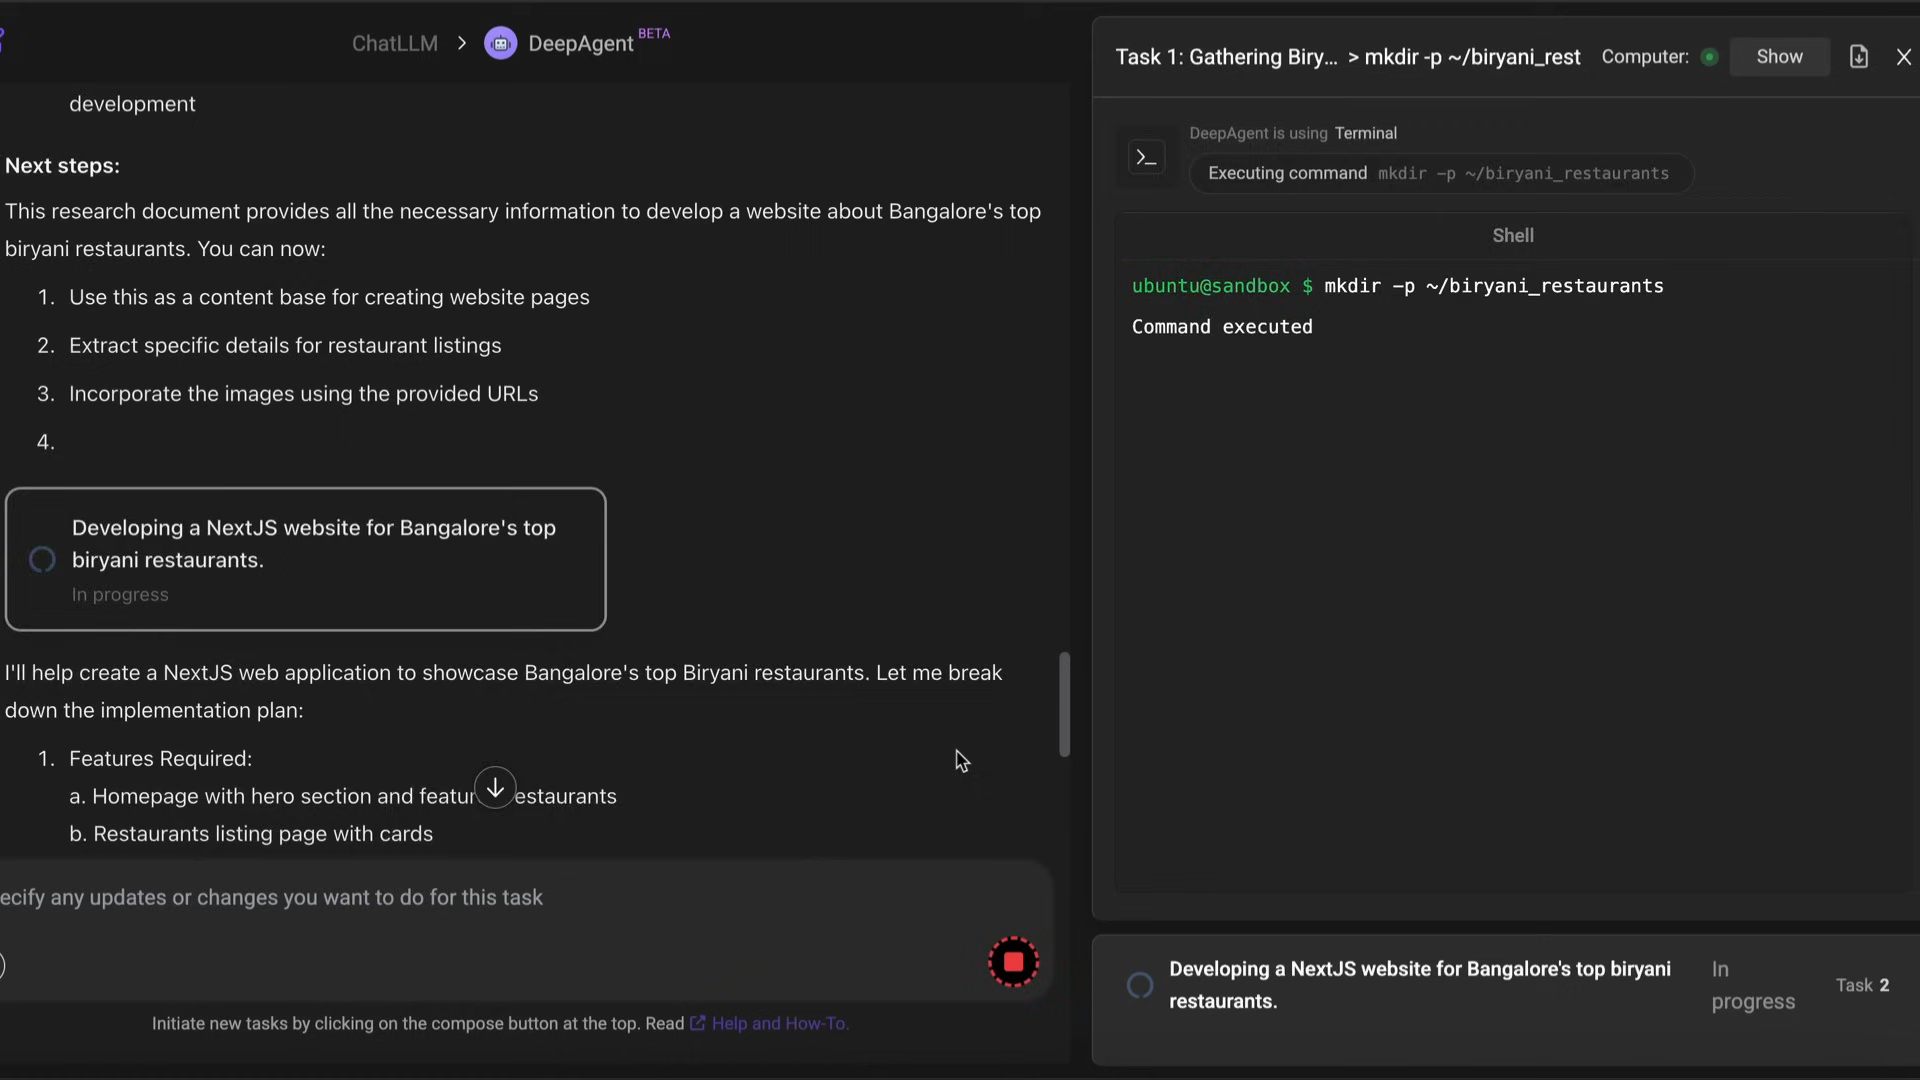 ChatLLM > DeepAgent BETA
development
Next steps:
This research document provides all the necessary information to develop a website about Bangalore's top
biryani restaurants. You can now:
1. Use this as a content base for creating website pages
2. Extract specific details for restaurant listings
3. Incorporate the images using the provided URLs
4.
Developing a NextJS website for Bangalore's top
biryani restaurants.
In progress
I'll help create a NextJS web application to showcase Bangalore's top Biryani restaurants. Let me break
down the implementation plan:
1. Features Required:
a. Homepage with hero section and featur estaurants
b. Restaurants listing page with cards
ecify any updates or changes you want to do for this task
Initiate new tasks by clicking on the compose button at the top. Read Help and How-To.
Task 1: Gathering Biry... > mkdir -p ~/biryani_rest Computer: Show
DeepAgent is using Terminal
Executing command mkdir -p ~/biryani_restaurants
Shell
ubuntu@sandbox $ mkdir -p ~/biryani_restaurants
Command executed
Developing a NextJS website for Bangalore's top biryani
restaurants.
In
progress
Task 2